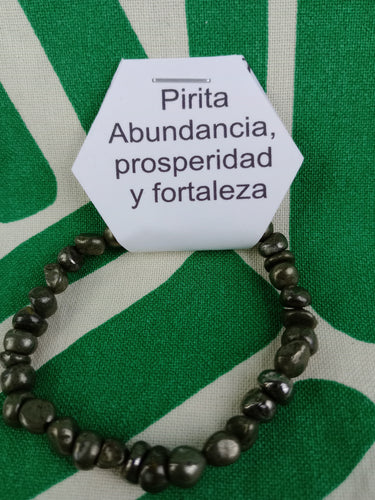 Pirita
Abundancia,
prosperidad
y fortaleza